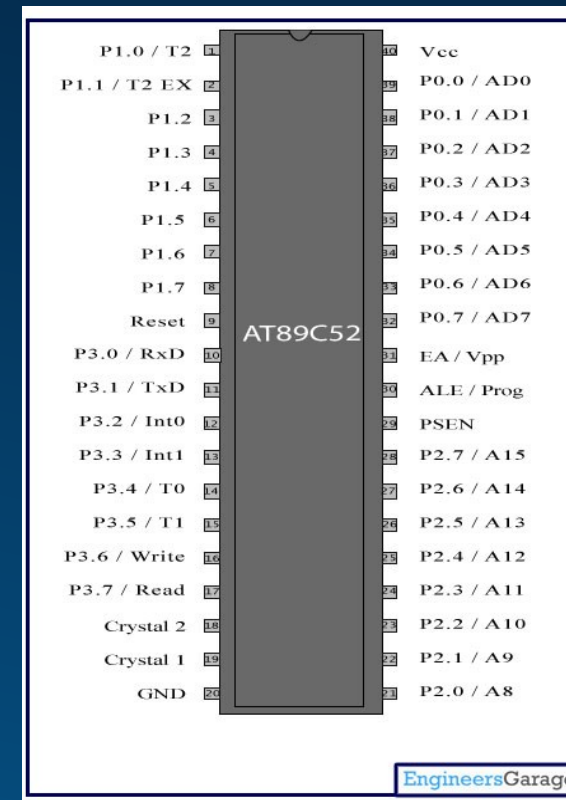 P1.0 / T2 1 40 Vcc
P1.1 / T2 EX 2 39 P0.0 / AD0
P1.2 3 38 P0.1 / AD1
P1.3 4 37 P0.2 / AD2
P1.4 5 36 P0.3 / AD3
P1.5 6 35 P0.4 / AD4
P1.6 7 34 P0.5 / AD5
P1.7 8 33 P0.6 / AD6
Reset 9 32 P0.7 / AD7
AT89C52
P3.0 / RxD 10 31 EA / Vpp
P3.1 / TxD 11 30 ALE / Prog
P3.2 / Int0 12 29 PSEN
P3.3 / Int1 13 28 P2.7 / A15
P3.4 / T0 14 27 P2.6 / A14
P3.5 / T1 15 26 P2.5 / A13
P3.6 / Write 16 25 P2.4 / A12
P3.7 / Read 17 24 P2.3 / A11
Crystal 2 18 23 P2.2 / A10
Crystal 1 19 22 P2.1 / A9
GND 20 21 P2.0 / A8
EngineersGarage